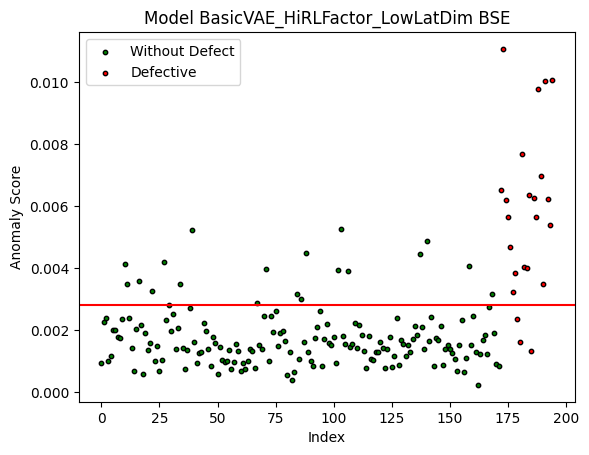 Model BasicVAE_HiRLFactor_LowLatDim BSE
Without Defect
Defective
Anomaly Score
0.010
0.008
0.006
0.004
0.002
0.000
0 25 50 75 100 125 150 175 200
Index